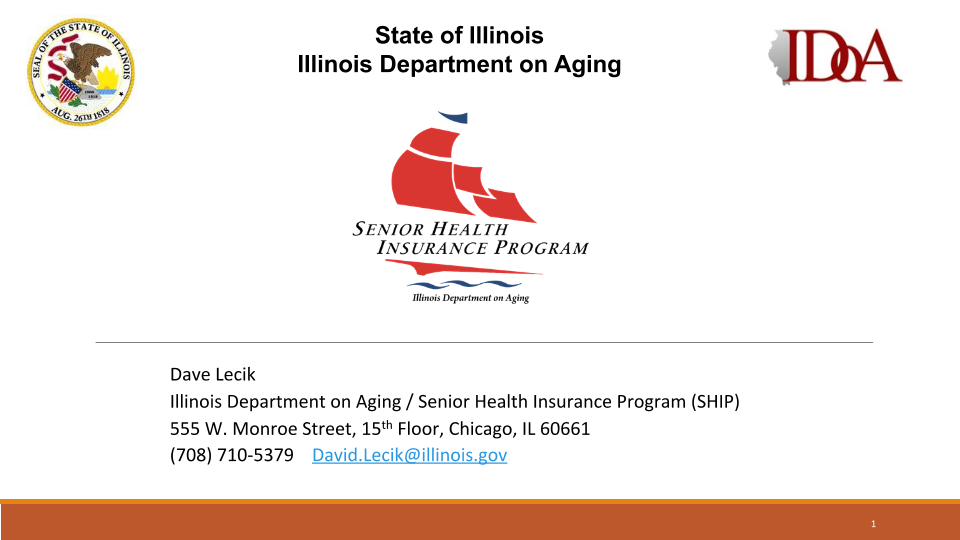 SEAL OF THE STATE OF ILLINOIS
AUG. 26TH 1818
State of Illinois
Illinois Department on Aging
IDoA
SENIOR HEALTH
INSURANCE PROGRAM
Illinois Department on Aging
Dave Lecik
Illinois Department on Aging / Senior Health Insurance Program (SHIP)
555 W. Monroe Street, 15th Floor, Chicago, IL 60661
(708) 710-5379 David.Lecik@illinois.gov
1